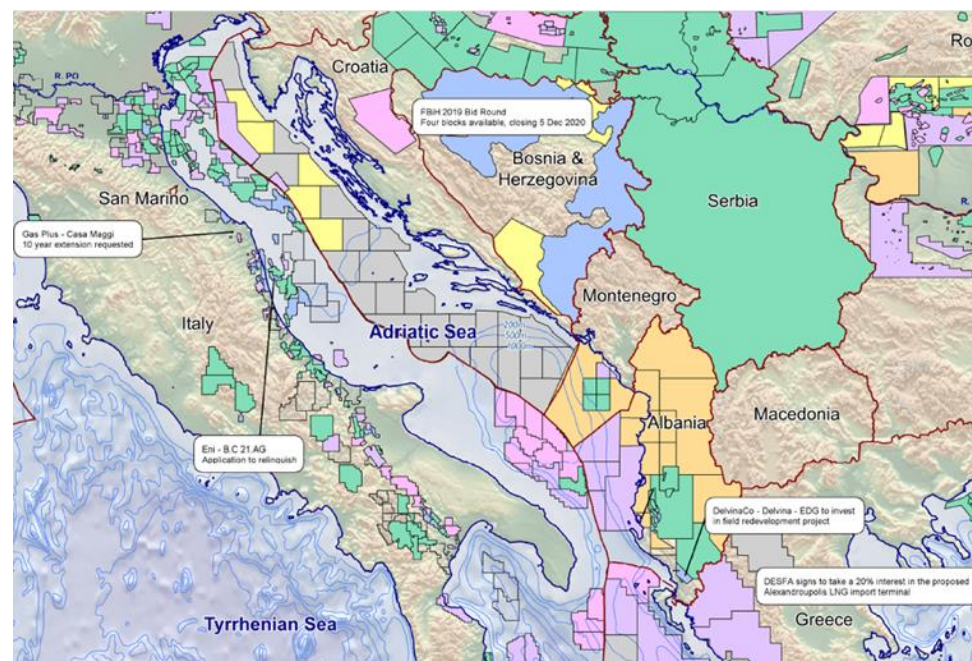 Croatia
Ro
R. PO
FBiH 2019 Bid Round
Four blocks available, closing 5 Dec 2020
Bosnia &
Herzegovina
San Marino
Serbia
R.
Gas Plus - Casa Maggi
10 year extension requested
Montenegro
Italy
Adriatic Sea
200m
500m
1000m
Albania
Macedonia
Eni - B.C 21.AG
Application to relinquish
DelvinaCo - Delvina - EDG to invest
in field redevelopment project
DESFA signs to take a 20% interest in the proposed
Alexandroupolis LNG import terminal
Greece
Tyrrhenian Sea